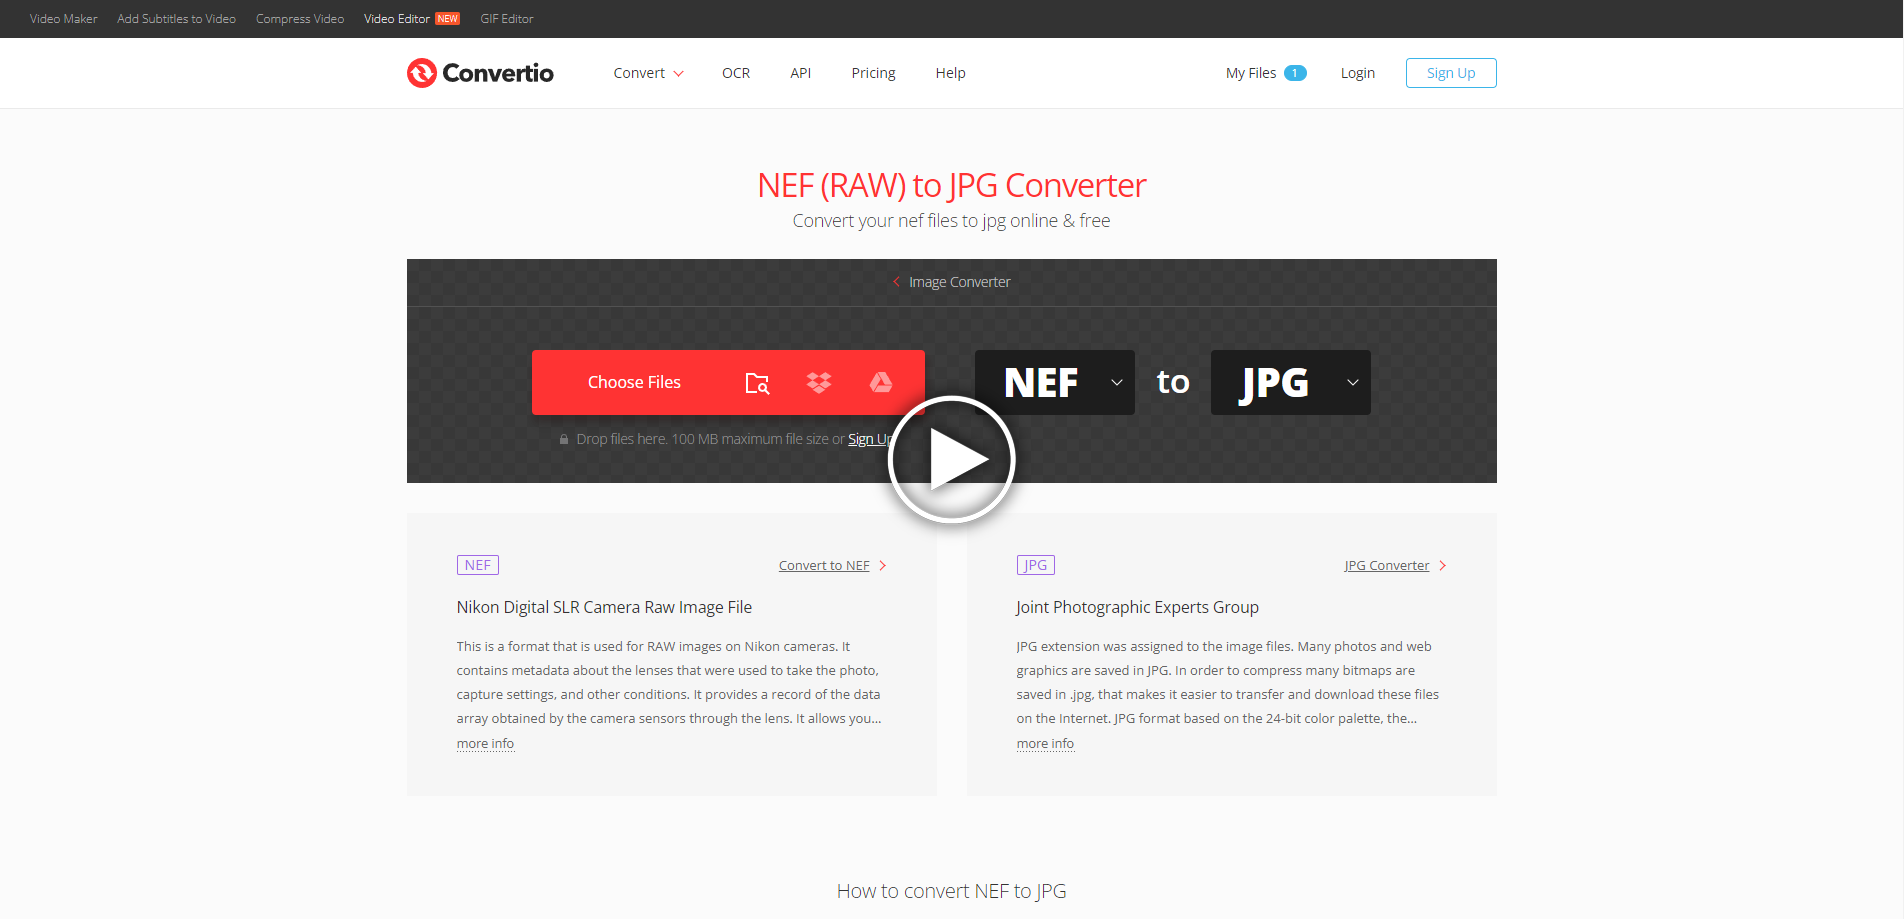 Video Maker Add Subtitles to Video Compress Video Video Editor NEW GIF Editor
Convertio Convert OCR API Pricing Help My Files 1 Login Sign Up
NEF (RAW) to JPG Converter
Convert your nef files to jpg online & free
Image Converter
Choose Files NEF to JPG
Drop files here. 100 MB maximum file size or Sign Up
NEF Convert to NEF
Nikon Digital SLR Camera Raw Image File
This is a format that is used for RAW images on Nikon cameras. It
contains metadata about the lenses that were used to take the photo,
capture settings, and other conditions. It provides a record of the data
array obtained by the camera sensors through the lens. It allows you...
more info
JPG JPG Converter
Joint Photographic Experts Group
JPG extension was assigned to the image files. Many photos and web
graphics are saved in JPG. In order to compress many bitmaps are
saved in .jpg, that makes it easier to transfer and download these files
on the Internet. JPG format based on the 24-bit color palette, the...
more info
How to convert NEF to JPG